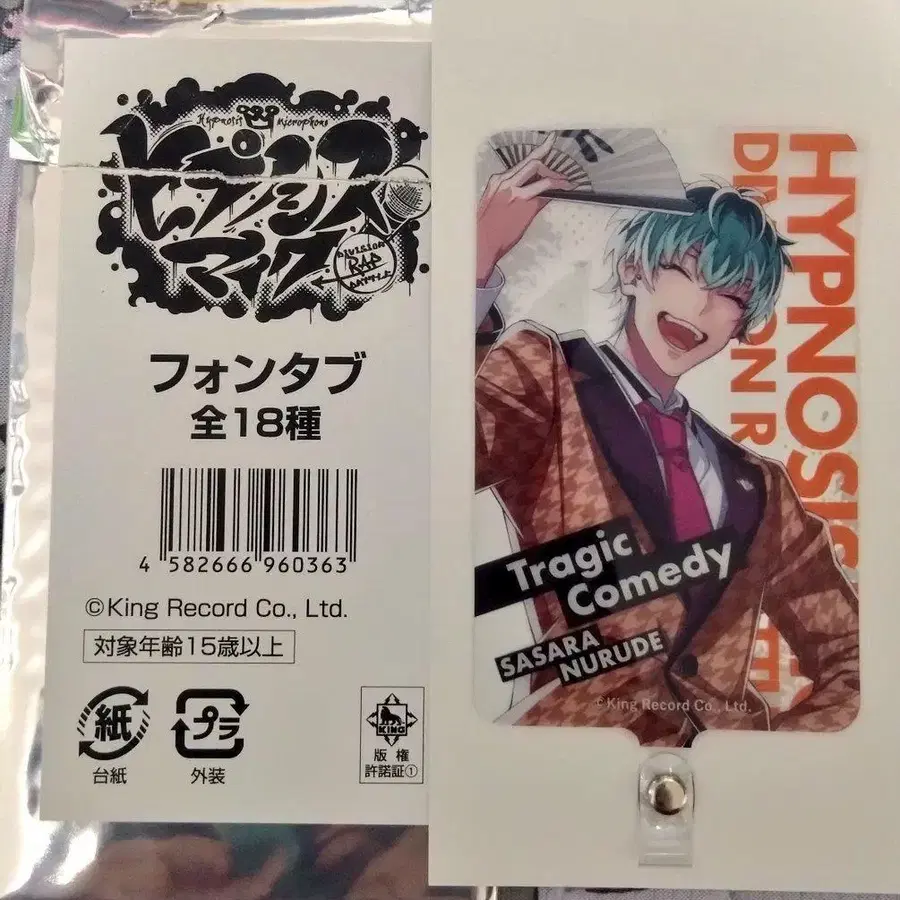 Hypnosis Microphone
ヒプノシス
マイク
DIVISION
RAP
BATTLE
フォンタブ
全18種
4 582666 960363
©King Record Co., Ltd.
対象年齢15歳以上
紙
台紙
プラ
外装
KING
版権
許諾証①
HYPNOSIS
Tragic
Comedy
SASARA
NURUDE
©King Record Co., Ltd.